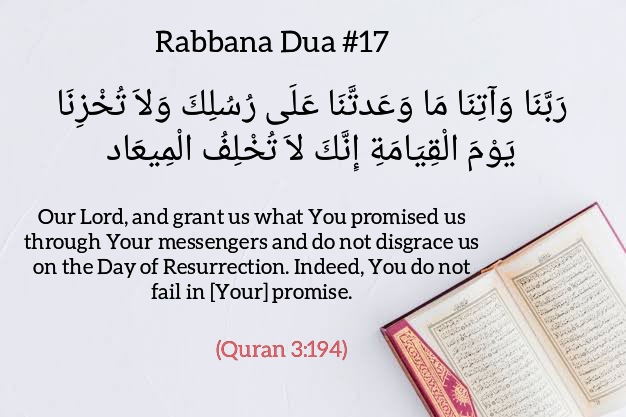 Rabbana Dua #17
رَبَّنَا وَآتِنَا مَا وَعَدتَّنَا عَلَى رُسُلِكَ وَلاَ تُخْزِنَا
يَوْمَ الْقِيَامَةِ إِنَّكَ لاَ تُخْلِفُ الْمِيعَاد
Our Lord, and grant us what You promised us
through Your messengers and do not disgrace us
on the Day of Resurrection. Indeed, You do not
fail in [Your] promise.
(Quran 3:194)